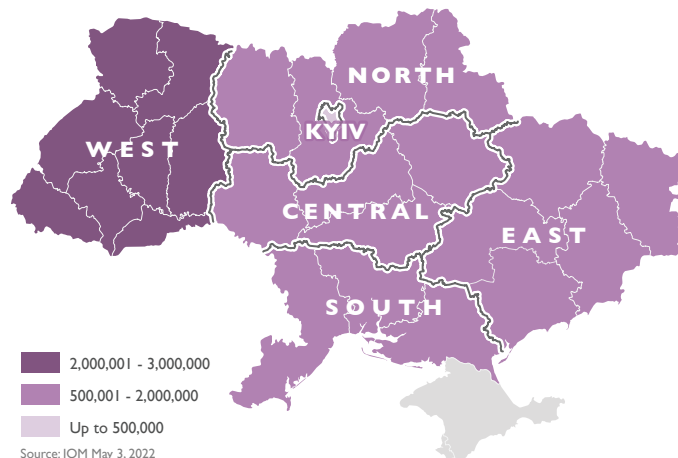 NORTH
KYIV
WEST
CENTRAL
EAST
SOUTH
2,000,001 - 3,000,000
500,001 - 2,000,000
Up to 500,000
Source: IOM May 3, 2022